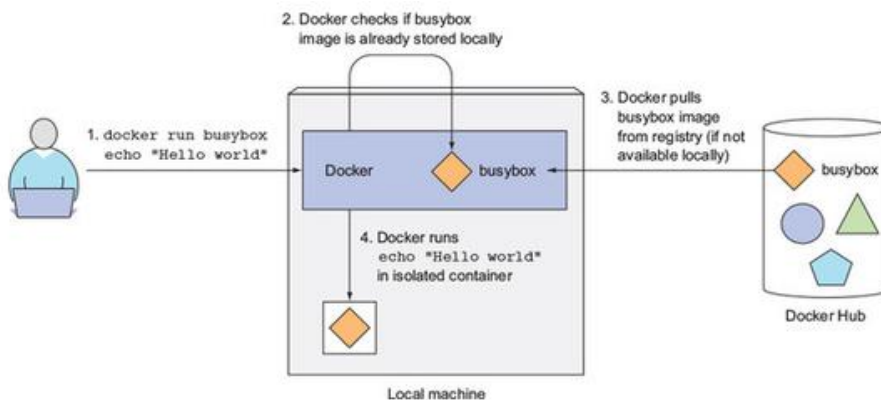 2. Docker checks if busybox
image is already stored locally
1. docker run busybox
echo "Hello world"
3. Docker pulls
busybox image
from registry (if not
available locally)
Docker
busybox
busybox
4. Docker runs
echo "Hello world"
in isolated container
Docker Hub
Local machine